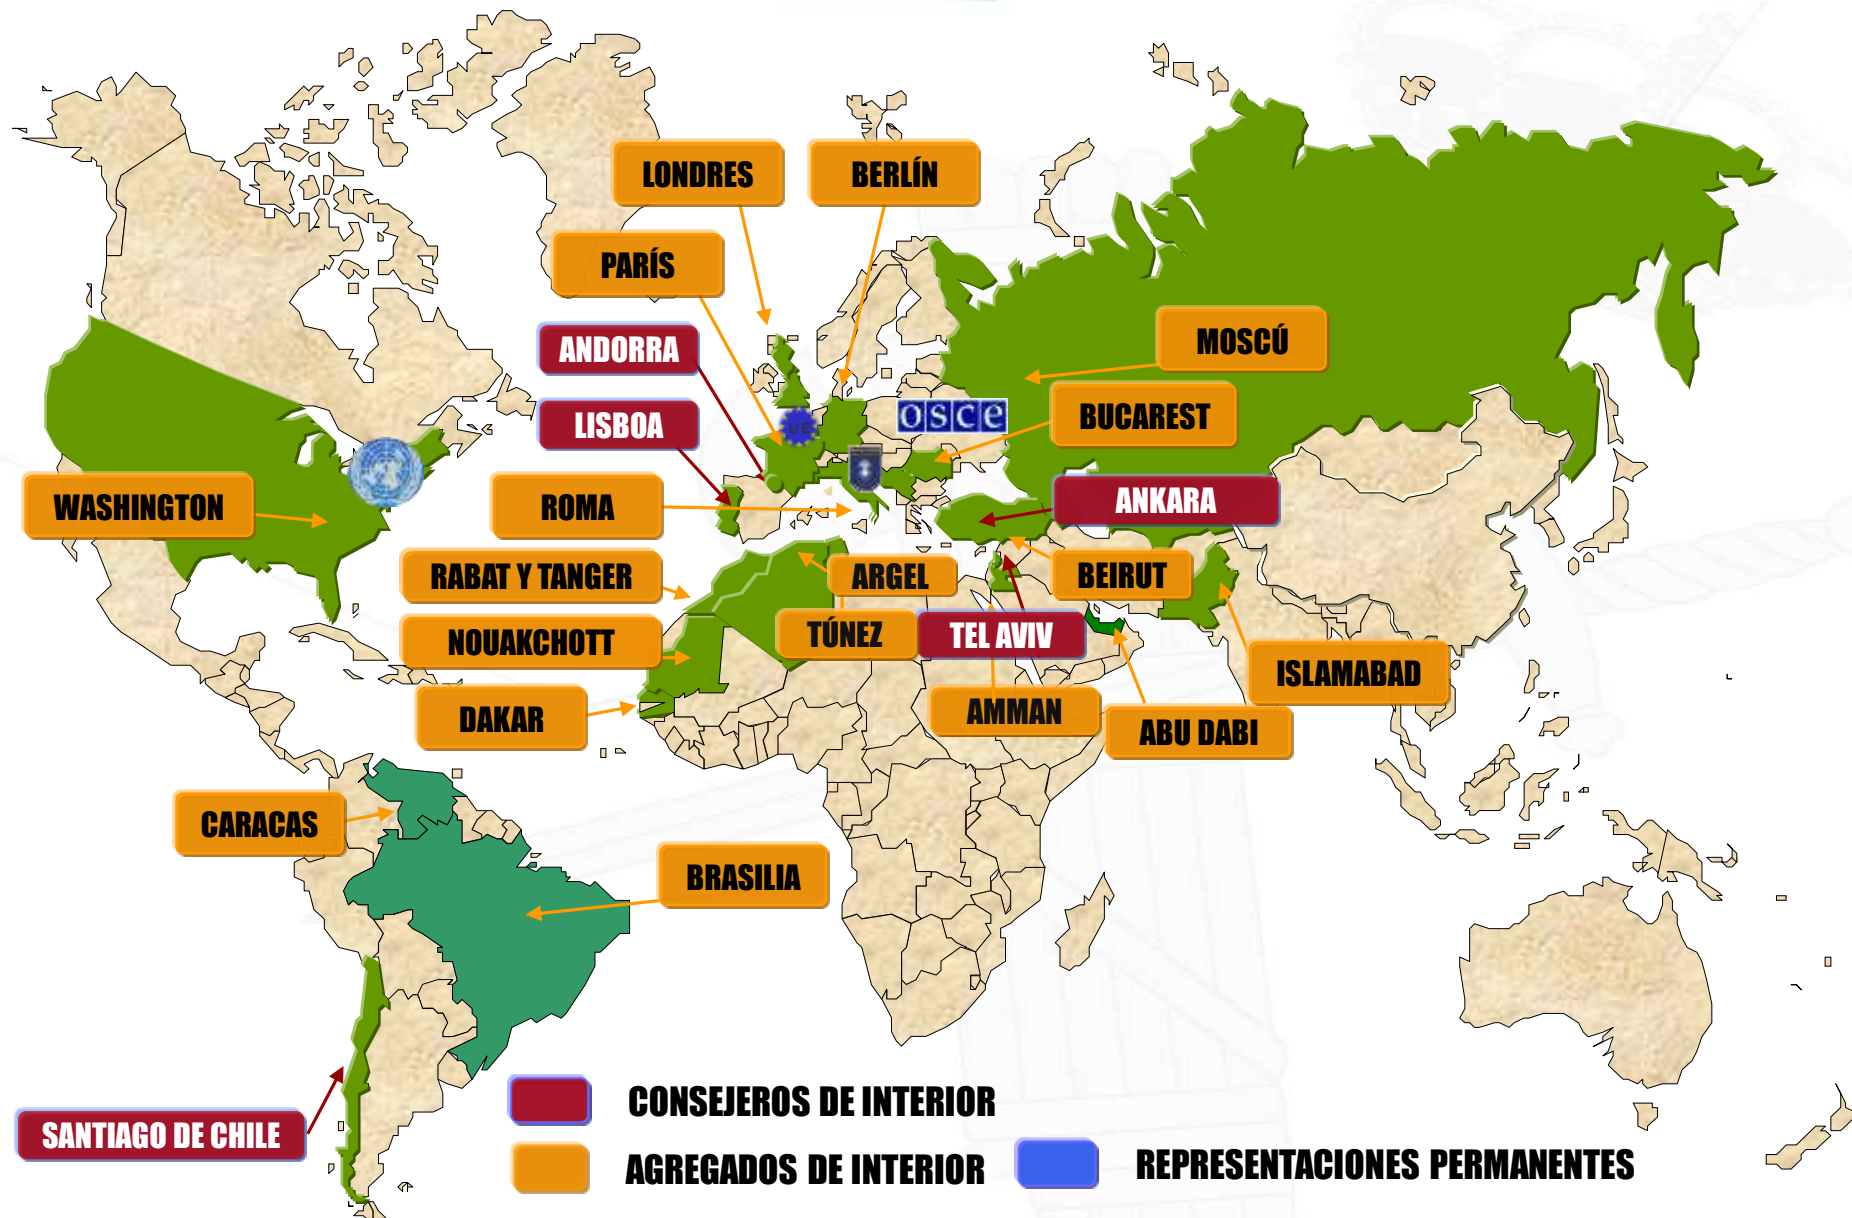 LONDRES
BERLÍN
PARÍS
ANDORRA
MOSCÚ
LISBOA
UE
OSCE
BUCAREST
WASHINGTON
ROMA
ANKARA
RABAT Y TANGER
ARGEL
BEIRUT
NOUAKCHOTT
TÚNEZ
TEL AVIV
ISLAMABAD
DAKAR
AMMAN
ABU DABI
CARACAS
BRASILIA
SANTIAGO DE CHILE
CONSEJEROS DE INTERIOR
AGREGADOS DE INTERIOR
REPRESENTACIONES PERMANENTES